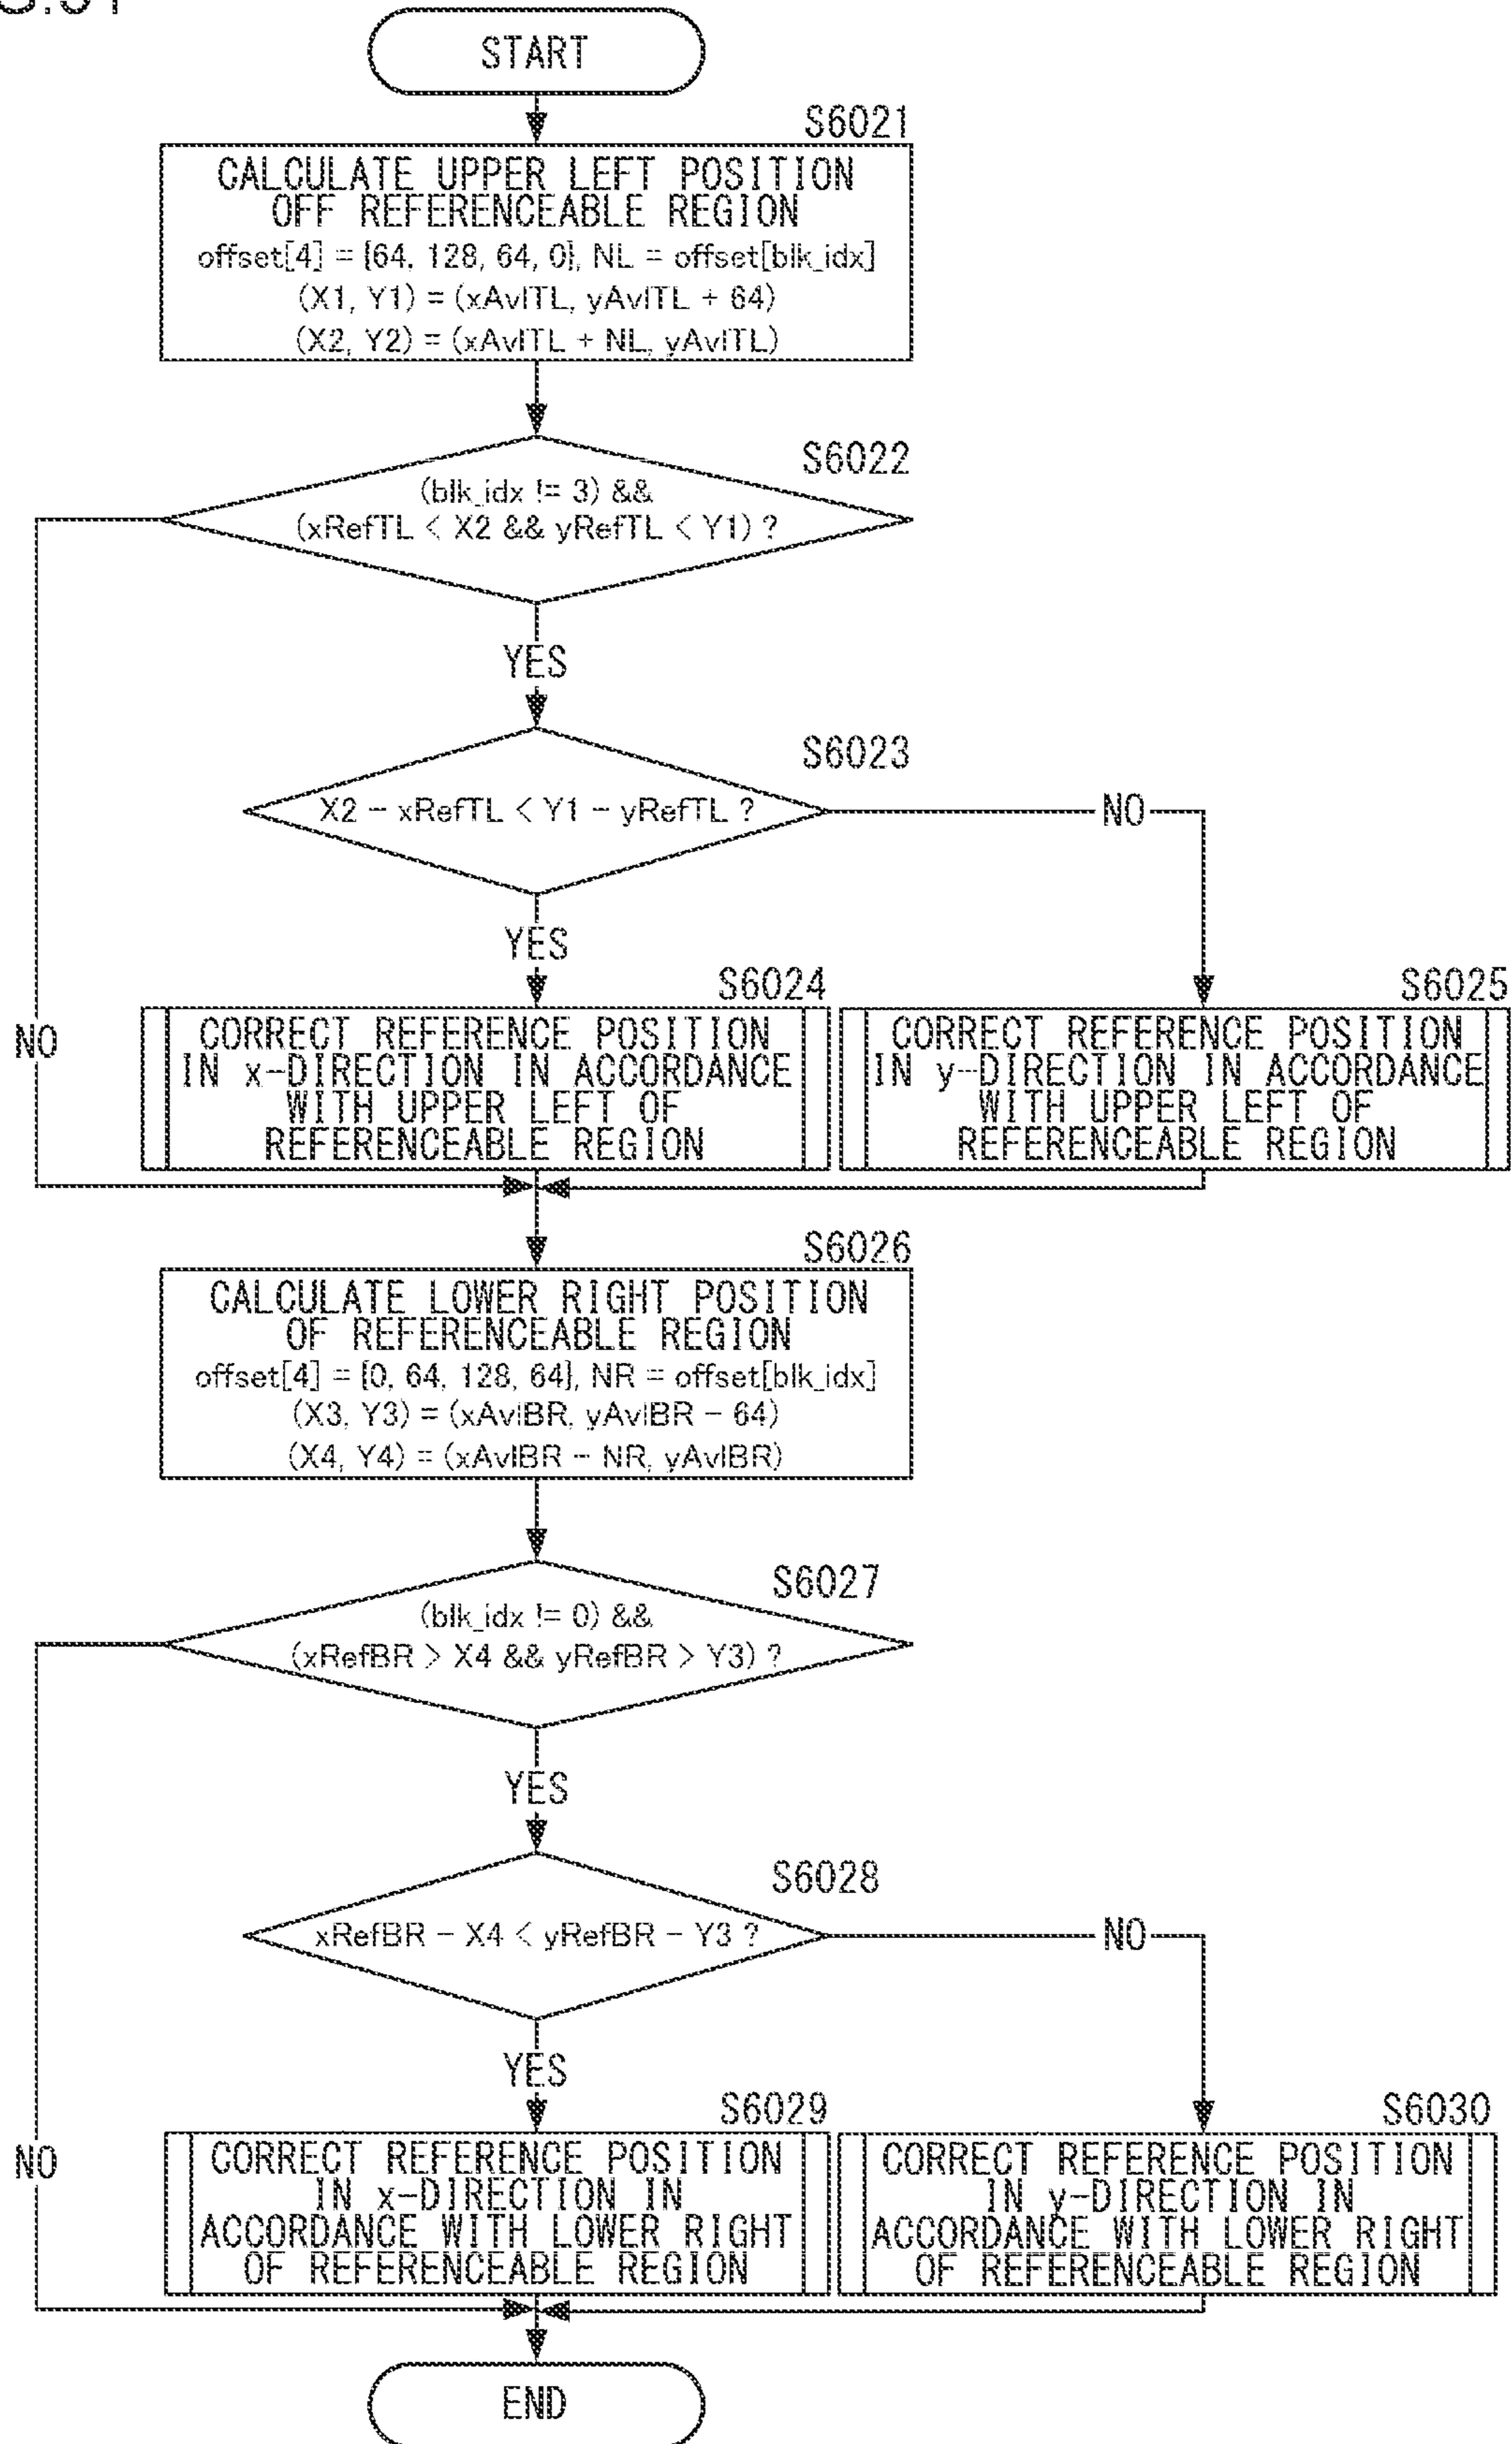 START
S6021
CALCULATE UPPER LEFT POSITION
OFF REFERENCEABLE REGION
offset[4] = {64, 128, 64, 0}, NL = offset[blk_idx]
(X1, Y1) = (xAvlTL, yAvlTL + 64)
(X2, Y2) = (xAvlTL + NL, yAvlTL)
S6022
(blk_idx != 3) &&
(xRefTL < X2 && yRefTL < Y1) ?
YES
S6023
X2 - xRefTL < Y1 - yRefTL ?
NO
YES
NO
S6024
CORRECT REFERENCE POSITION
IN x-DIRECTION IN ACCORDANCE
WITH UPPER LEFT OF
REFERENCEABLE REGION
S6025
CORRECT REFERENCE POSITION
IN y-DIRECTION IN ACCORDANCE
WITH UPPER LEFT OF
REFERENCEABLE REGION
S6026
CALCULATE LOWER RIGHT POSITION
OF REFERENCEABLE REGION
offset[4] = {0, 64, 128, 64}, NR = offset[blk_idx]
(X3, Y3) = (xAvlBR, yAvlBR - 64)
(X4, Y4) = (xAvlBR - NR, yAvlBR)
S6027
(blk_idx != 0) &&
(xRefBR > X4 && yRefBR > Y3) ?
YES
S6028
xRefBR - X4 < yRefBR - Y3 ?
NO
YES
NO
S6029
CORRECT REFERENCE POSITION
IN x-DIRECTION IN
ACCORDANCE WITH LOWER RIGHT
OF REFERENCEABLE REGION
S6030
CORRECT REFERENCE POSITION
IN y-DIRECTION IN
ACCORDANCE WITH LOWER RIGHT
OF REFERENCEABLE REGION
END